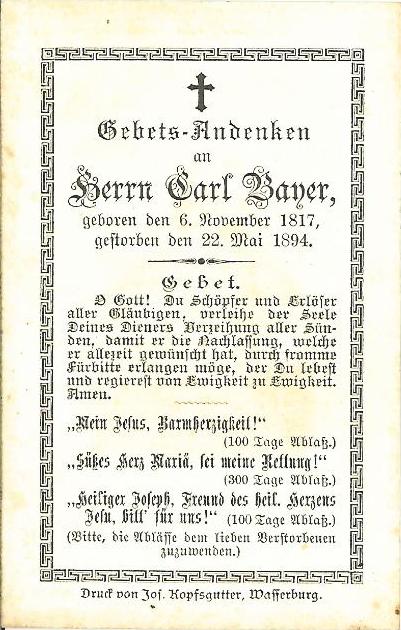 Gebets-Andenken
an
Herrn Carl Bayer,
geboren den 6. November 1817,
gestorben den 22. Mai 1894.
Gebet.
O Gott! Du Schöpfer und Erlöser
aller Gläubigen, verleihe der Seele
Deines Dieners Verzeihung aller Sün-
den, damit er die Nachlassung, welche
er allezeit gewünscht hat, durch fromme
Fürbitte erlangen möge, der Du lebest
und regierest von Ewigkeit zu Ewigkeit.
Amen.
„Mein Jesus, Barmherzigkeit!"
(100 Tage Ablaß.)
„Süßes Herz Mariä, sei meine Rettung!"
(300 Tage Ablaß.)
„Heiliger Joseph, Freund des heil. Herzens
Jesu, bitt' für uns!" (100 Tage Ablaß.)
(Bitte, die Ablässe dem lieben Verstorbenen
zuzuwenden.)
Druck von Jos. Kopfsgutter, Wasserburg.